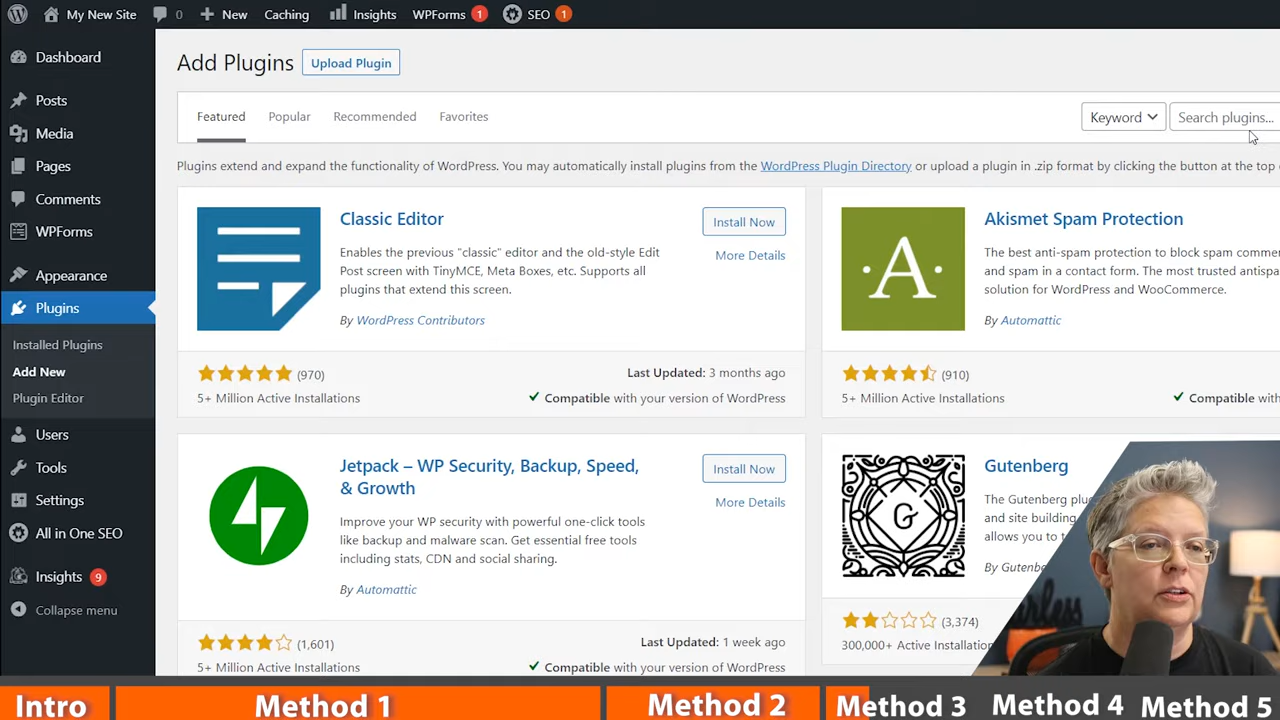 My New Site 0 New Caching Insights WPForms 1 SEO 1
Dashboard
Posts
Media
Pages
Comments
WPForms
Appearance
Plugins
Installed Plugins
Add New
Plugin Editor
Users
Tools
Settings
All in One SEO
Insights 9
Collapse menu
Add Plugins Upload Plugin
Featured Popular Recommended Favorites Keyword Search plugins...
Plugins extend and expand the functionality of WordPress. You may automatically install plugins from the WordPress Plugin Directory or upload a plugin in .zip format by clicking the button at the top
Classic Editor
Install Now
Enables the previous "classic" editor and the old-style Edit
Post screen with TinyMCE, Meta Boxes, etc. Supports all
plugins that extend this screen.
More Details
By WordPress Contributors
(970)
Last Updated: 3 months ago
5+ Million Active Installations
Compatible with your version of WordPress
A
Akismet Spam Protection
The best anti-spam protection to block spam comme
and spam in a contact form. The most trusted antispa
solution for WordPress and WooCommerce.
By Automattic
(910)
5+ Million Active Installations
Compatible with
Jetpack – WP Security, Backup, Speed,
& Growth
Install Now
More Details
Improve your WP security with powerful one-click tools
like backup and malware scan. Get essential free tools
including stats, CDN and social sharing.
By Automattic
(1,601)
Last Updated: 1 week ago
5+ Million Active Installations
Compatible with your version of WordPress
G
Gutenberg
The Gutenberg plu
and site building,
allows you to t
By Gutenbe
(3,374)
300,000+ Active Installation
Intro Method 1 Method 2 Method 3 Method 4 Method 5